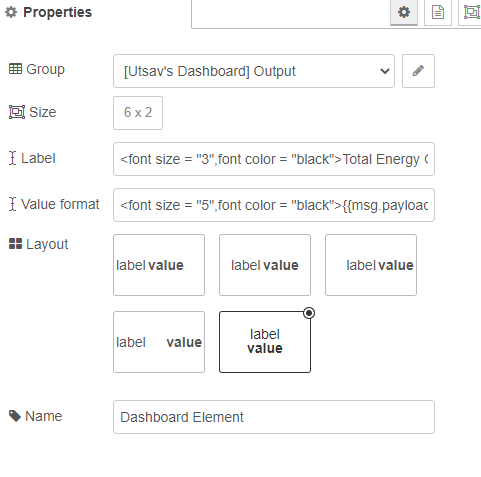 Properties
Group [Utsav's Dashboard] Output
Size 6 x 2
Label <font size = "3",font color = "black">Total Energy
Value format <font size = "5",font color = "black">{{msg.payload
Layout
label value label value label value
label value label
value
Name Dashboard Element